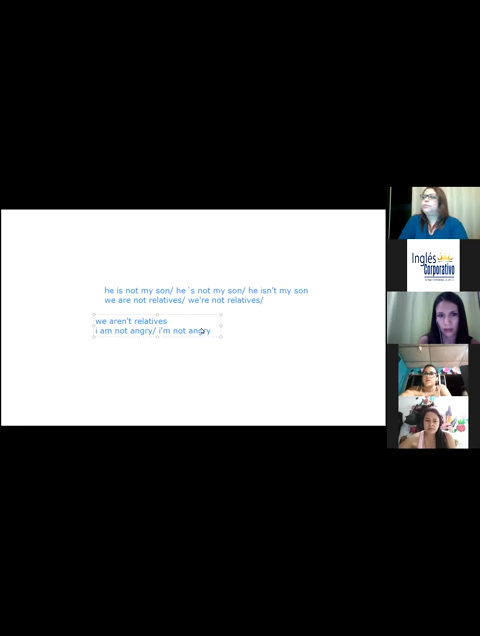 he is not my son/ he´s not my son/ he isn't my son
we are not relatives/ we're not relatives/
we aren't relatives
i am not angry/ i'm not angry
Inglés
Corporativo